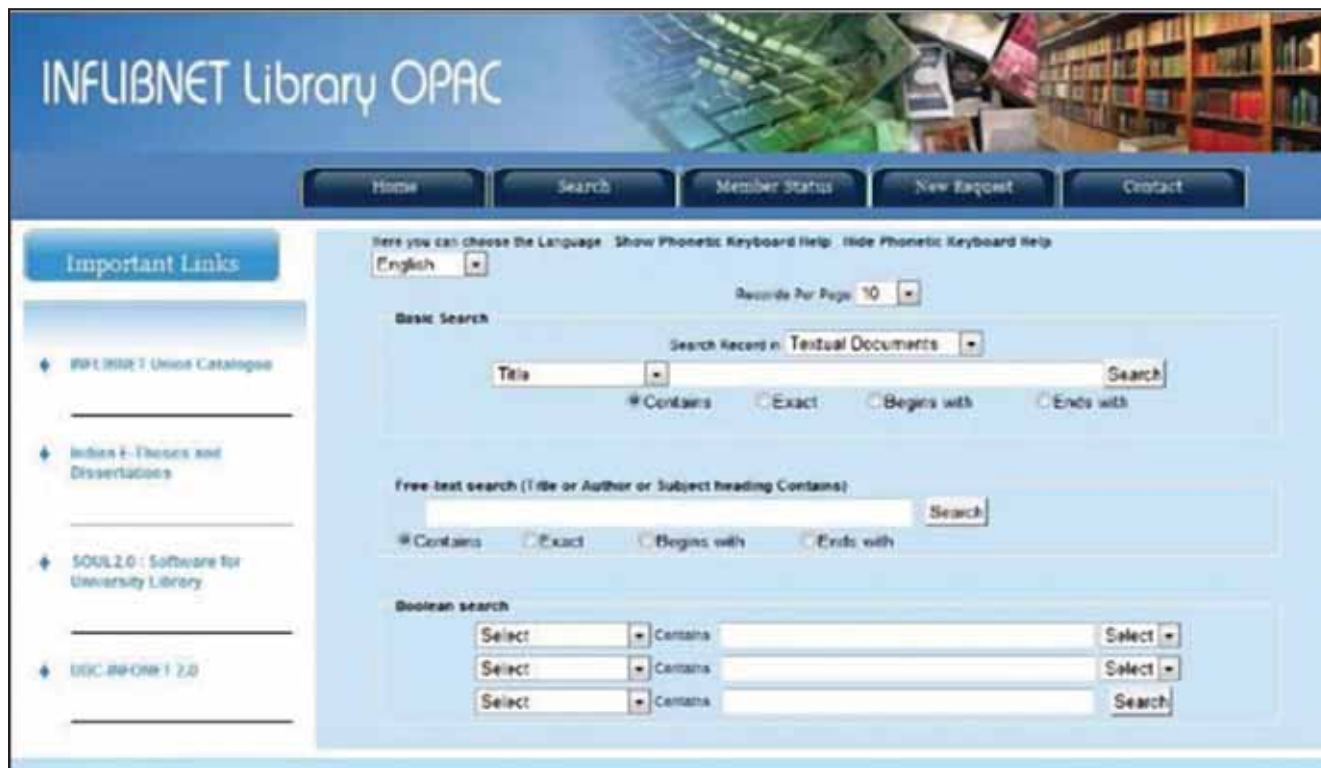 INFLIBNET Library OPAC
Home Search Member Status New Request Contact
Important Links
INFLIBNET Union Catalogue
Indian E-Theses and
Dissertations
SOUL2.0 : Software for
University Library
UGC-INFONET 2.0
Here you can choose the Language Show Phonetic Keyboard Help Hide Phonetic Keyboard Help
English
Records Per Page 10
Basic Search
Search Record in Textual Documents
Title Search
Contains Exact Begins with Ends with
Free-text search (Title or Author or Subject heading Contains)
Search
Contains Exact Begins with Ends with
Boolean search
Select Contains Select
Select Contains Select
Select Contains Search